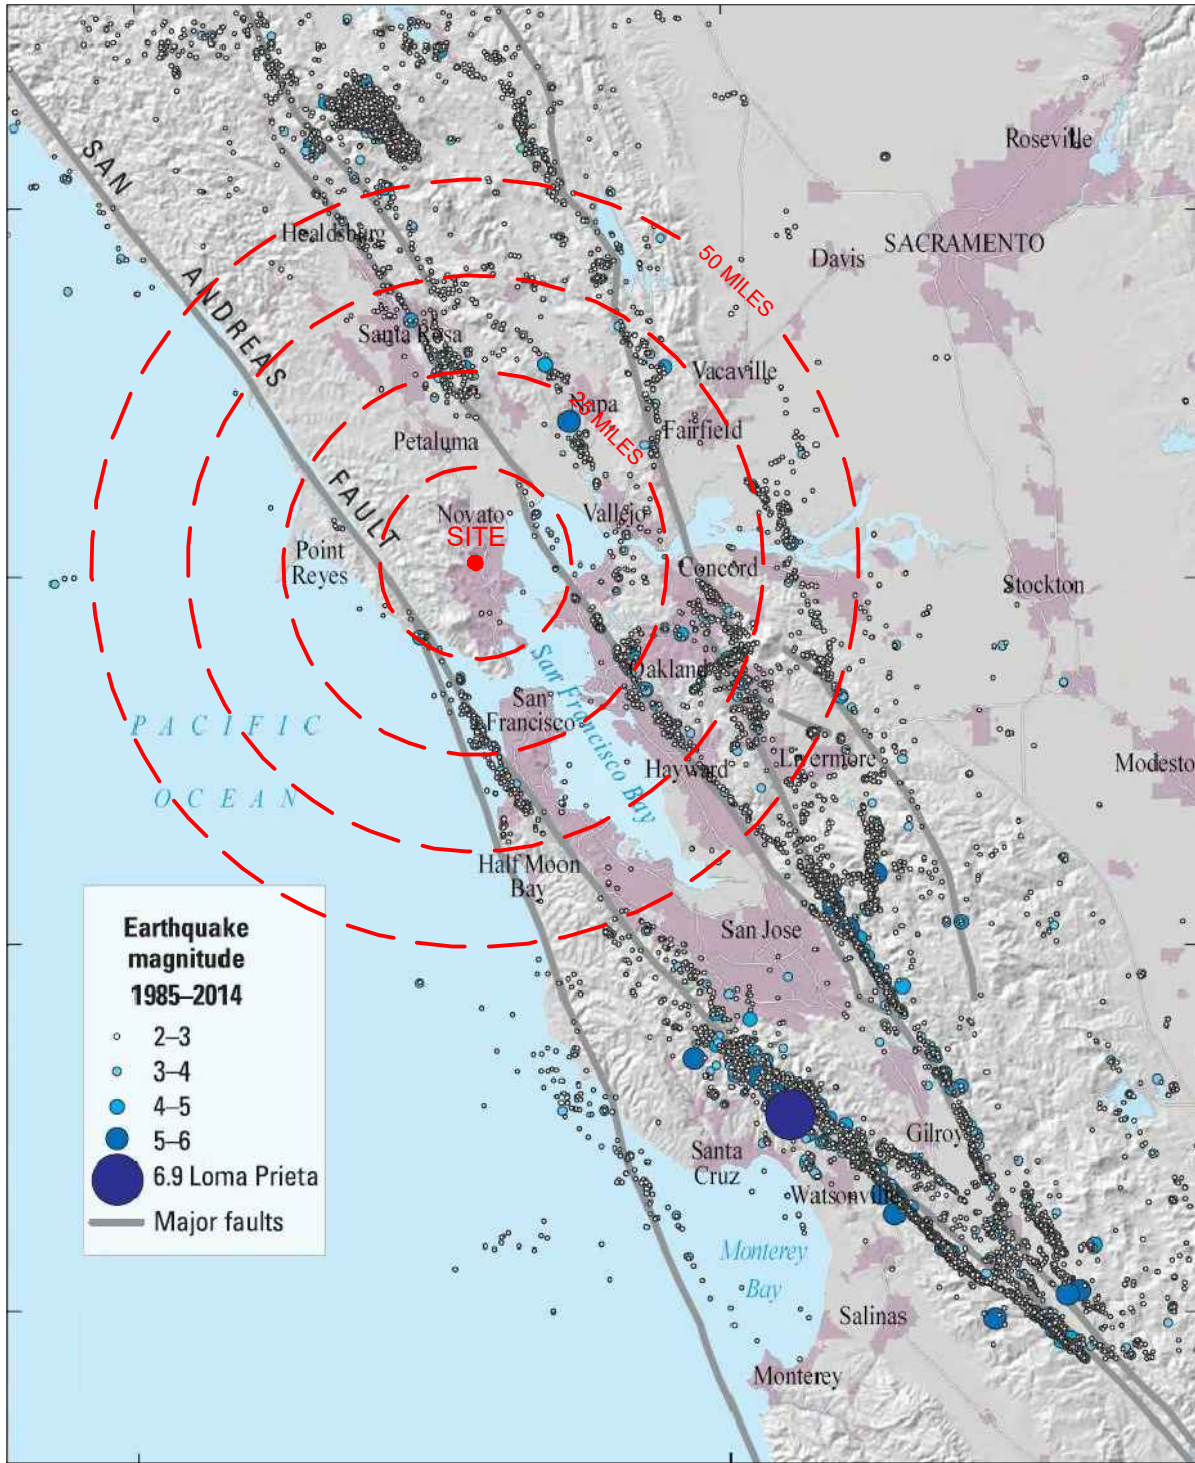 Roseville
SAN
ANDREAS
FAULT
Healdsburg
SACRAMENTO
Davis
50 MILES
Santa Rosa
Vacaville
Napa
25 MILES
Petaluma
Fairfield
Novato
SITE
Vallejo
Point
Reyes
Concord
Stockton
San Francisco Bay
Oakland
San
Francisco
PACIFIC
OCEAN
Hayward
Livermore
Modesto
Half Moon
Bay
San Jose
Earthquake
magnitude
1985–2014
2–3
3–4
4–5
5–6
6.9 Loma Prieta
Major faults
Gilroy
Santa
Cruz
Watsonville
Monterey
Bay
Salinas
Monterey